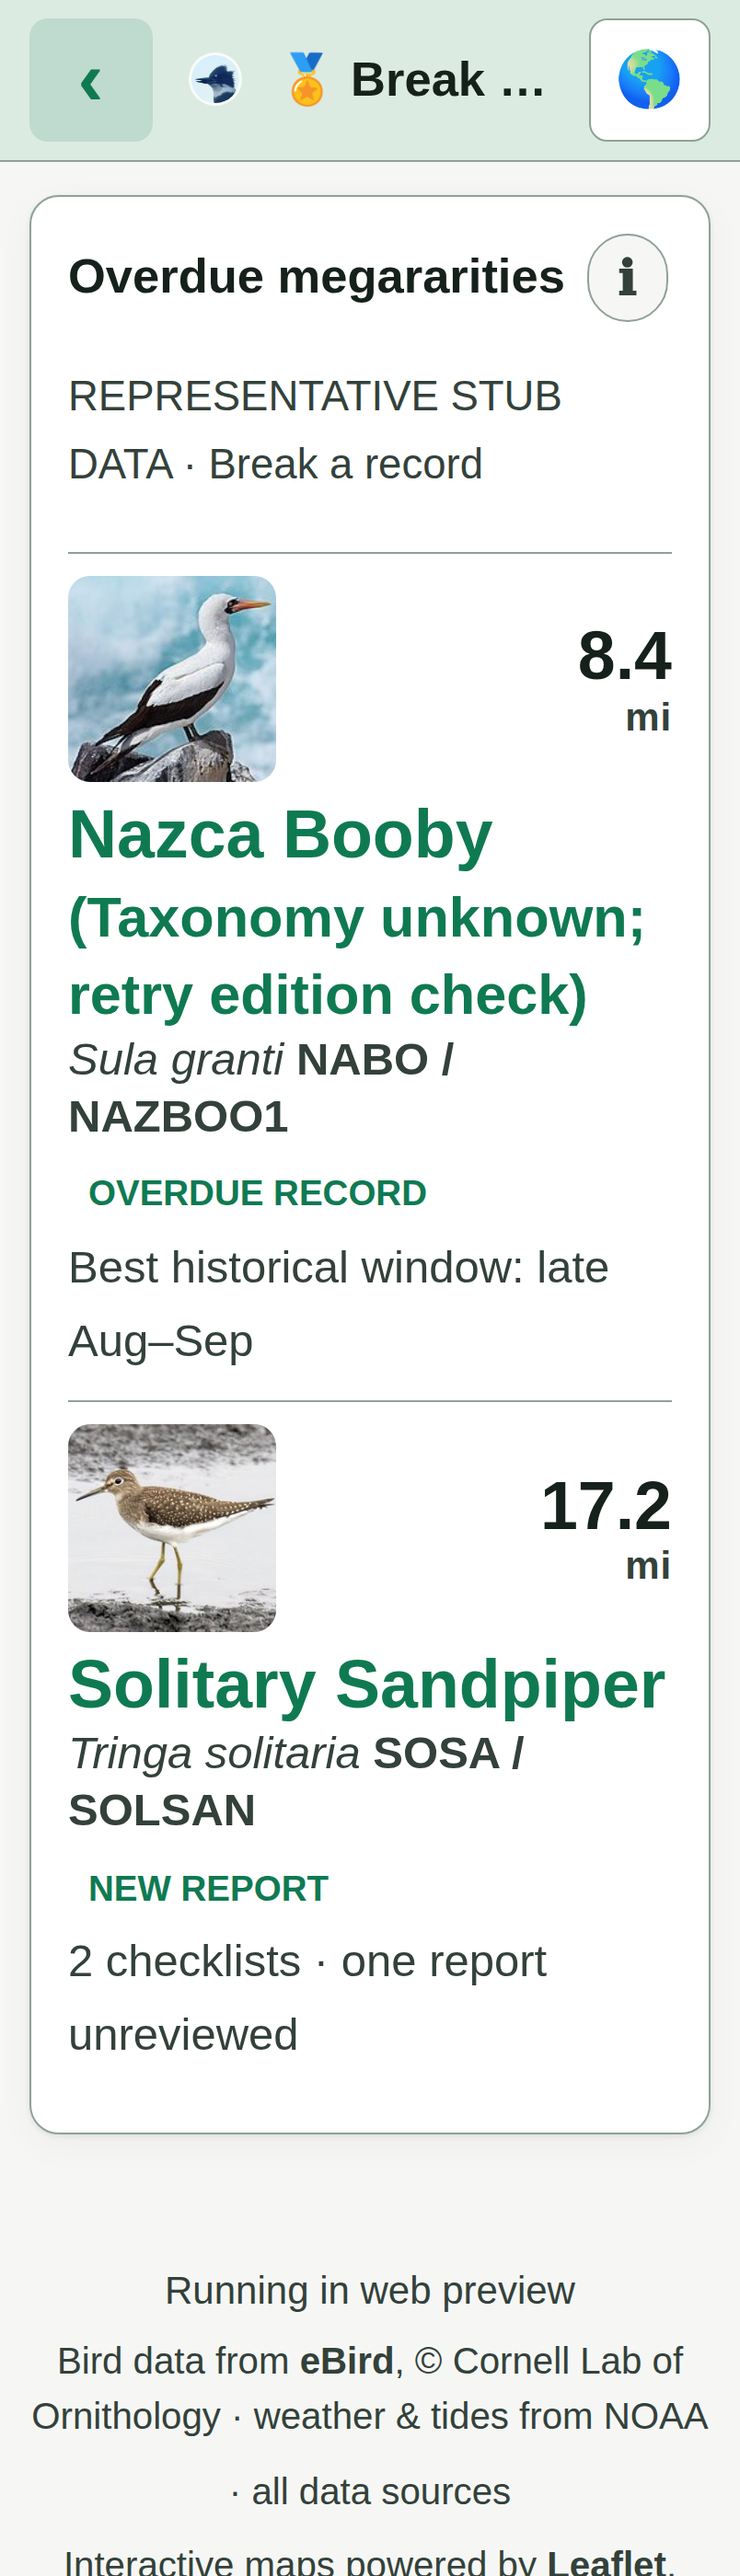 ‹ 🏅 Break ... 🌎
Overdue megararities ℹ
REPRESENTATIVE STUB
DATA · Break a record
8.4
mi
Nazca Booby
(Taxonomy unknown;
retry edition check)
Sula granti NABO /
NAZBOO1
OVERDUE RECORD
Best historical window: late
Aug–Sep
17.2
mi
Solitary Sandpiper
Tringa solitaria SOSA /
SOLSAN
NEW REPORT
2 checklists · one report
unreviewed
Running in web preview
Bird data from eBird, © Cornell Lab of
Ornithology · weather & tides from NOAA
· all data sources
Interactive maps powered by Leaflet,